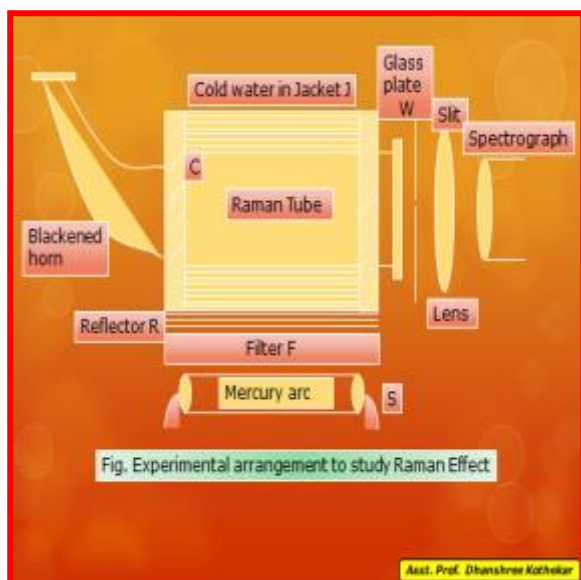 Glass
plate
W
Cold water in Jacket J
Slit
Spectrograph
C
Raman Tube
Blackened
horn
Lens
Reflector R
Filter F
Mercury arc
S
Fig. Experimental arrangement to study Raman Effect
Asst. Prof. Dhanshree Kothekar